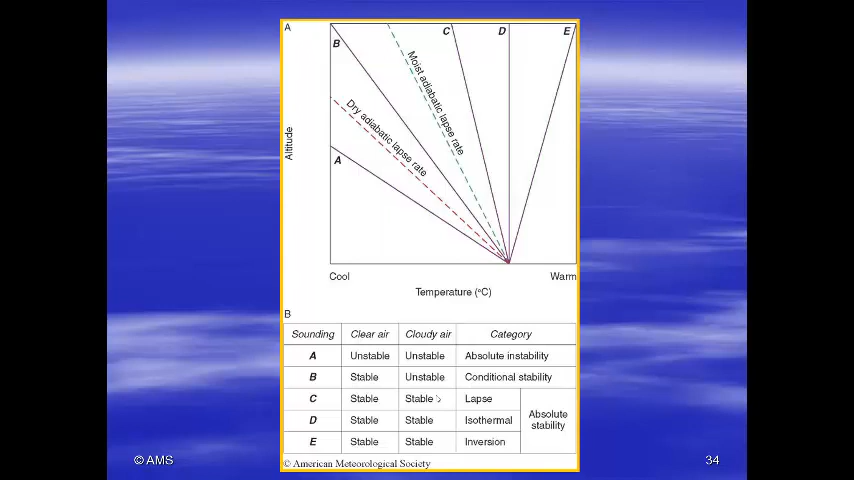 A
B
C
D
E
Moist adiabatic lapse rate
Dry adiabatic lapse rate
A
Altitude
Cool
Warm
Temperature (°C)
B
Sounding Clear air Cloudy air Category
A Unstable Unstable Absolute instability
B Stable Unstable Conditional stability
C Stable Stable Lapse
D Stable Stable Isothermal
E Stable Stable Inversion
Absolute
stability
© American Meteorological Society
© AMS
34